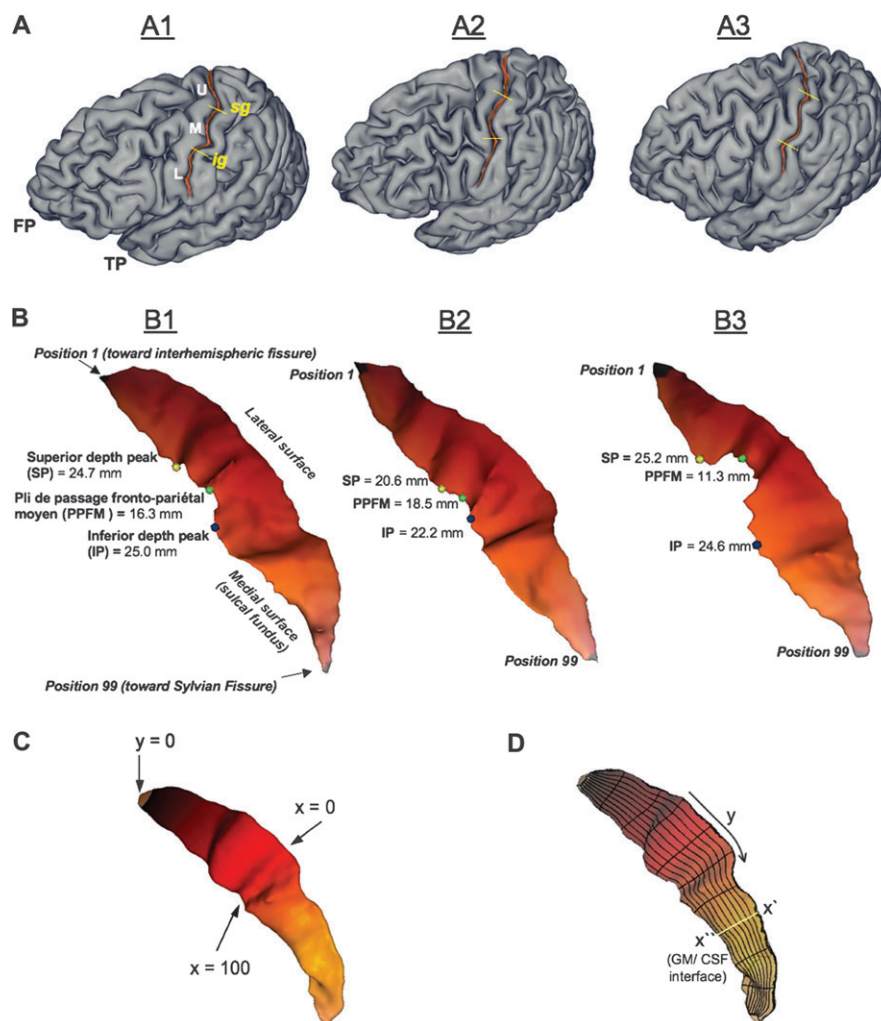 A
A1
A2
A3
U
sg
M
lg
L
FP
TP
B
B1
B2
B3
Position 1 (toward interhemispheric fissure)
Lateral surface
Superior depth peak
(SP) = 24.7 mm
Pli de passage fronto-pariétal
moyen (PPFM ) = 16.3 mm
Inferior depth peak
(IP) = 25.0 mm
Medial surface
(sulcal fundus)
Position 99 (toward Sylvian Fissure)
Position 1
SP = 20.6 mm
PPFM = 18.5 mm
IP = 22.2 mm
Position 99
Position 1
SP = 25.2 mm
PPFM = 11.3 mm
IP = 24.6 mm
Position 99
C
y = 0
x = 0
x = 100
D
y
x`
x``
(GM/ CSF
interface)